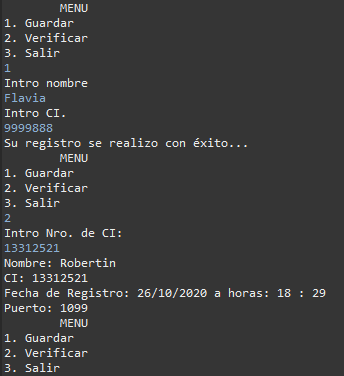 MENU
1. Guardar
2. Verificar
3. Salir
1
Intro nombre
Flavia
Intro CI.
9999888
Su registro se realizo con éxito...
MENU
1. Guardar
2. Verificar
3. Salir
2
Intro Nro. de CI:
13312521
Nombre: Robertin
CI: 13312521
Fecha de Registro: 26/10/2020 a horas: 18 : 29
Puerto: 1099
MENU
1. Guardar
2. Verificar
3. Salir